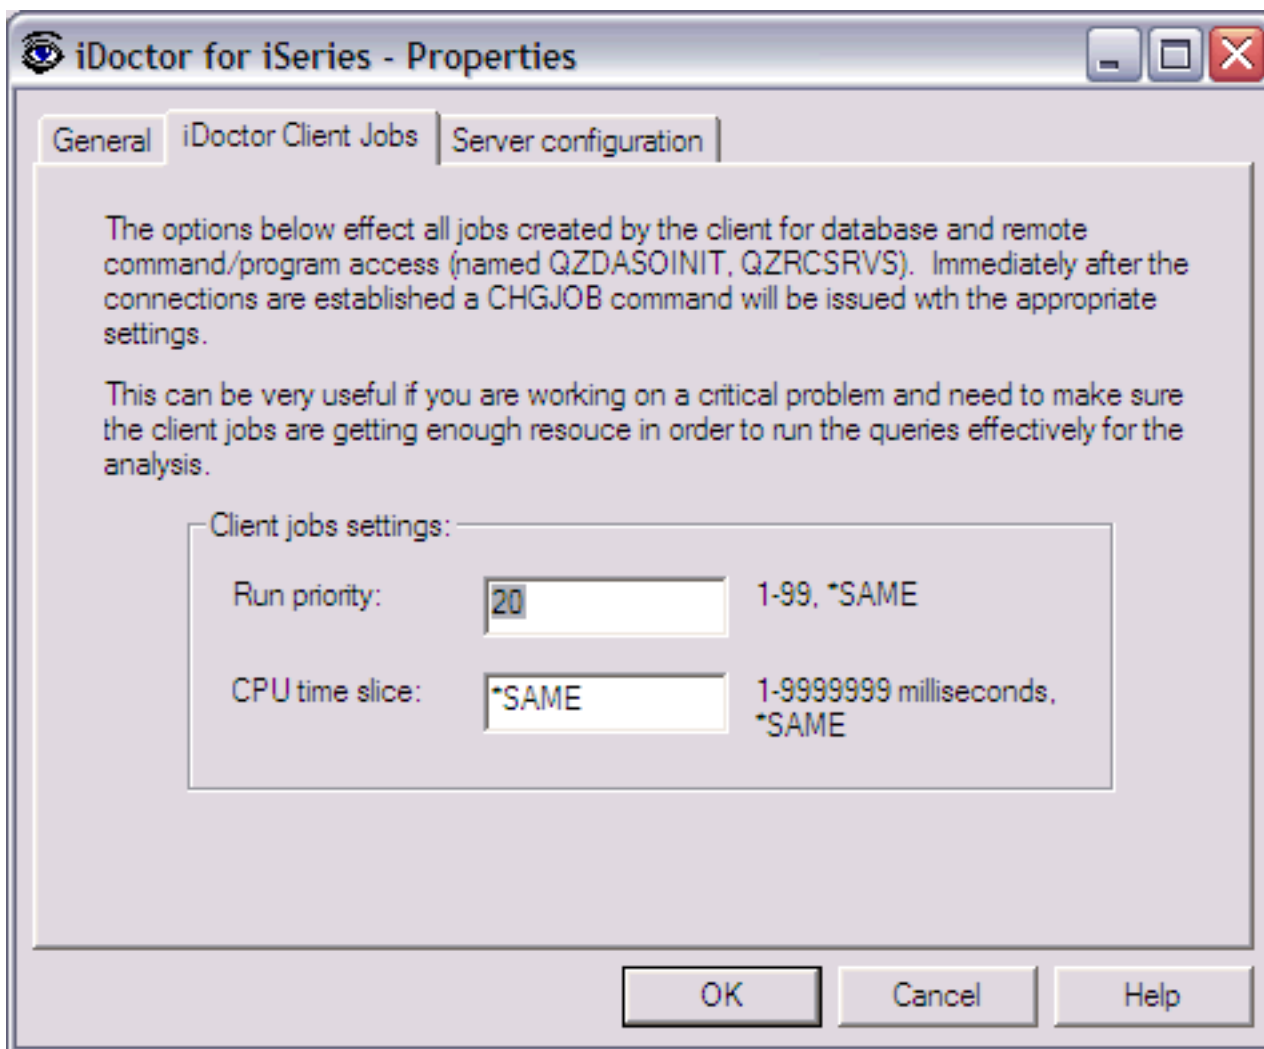 iDoctor for iSeries - Properties
General
iDoctor Client Jobs
Server configuration
The options below effect all jobs created by the client for database and remote
command/program access (named QZDASOINIT, QZRCSRVS).  Immediately after the
connections are established a CHGJOB command will be issued wth the appropriate
settings.
This can be very useful if you are working on a critical problem and need to make sure
the client jobs are getting enough resouce in order to run the queries effectively for the
analysis.
Client jobs settings:
Run priority:
20
1-99, *SAME
CPU time slice:
*SAME
1-9999999 milliseconds,
*SAME
OK
Cancel
Help